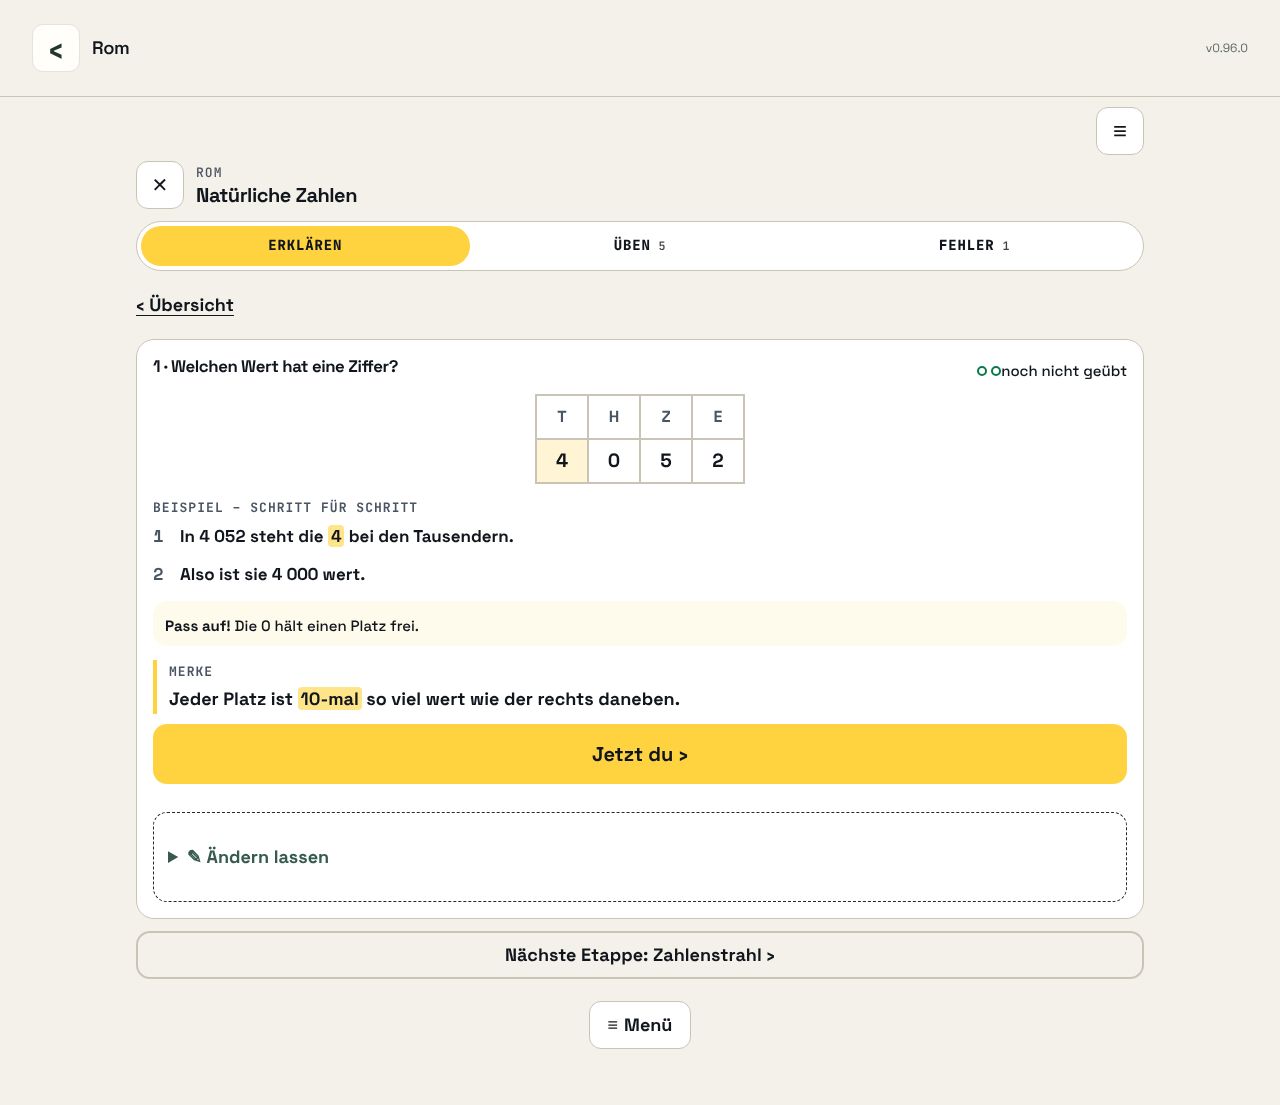 < Rom
v0.96.0
≡
✕
ROM
Natürliche Zahlen
ERKLÄREN ÜBEN 5 FEHLER 1
< Übersicht
1 · Welchen Wert hat eine Ziffer?
noch nicht geübt
T H Z E
4 0 5 2
BEISPIEL – SCHRITT FÜR SCHRITT
1 In 4 052 steht die 4 bei den Tausendern.
2 Also ist sie 4 000 wert.
Pass auf! Die 0 hält einen Platz frei.
MERKE
Jeder Platz ist 10-mal so viel wert wie der rechts daneben.
Jetzt du >
▶ ✎ Ändern lassen
Nächste Etappe: Zahlenstrahl >
≡ Menü